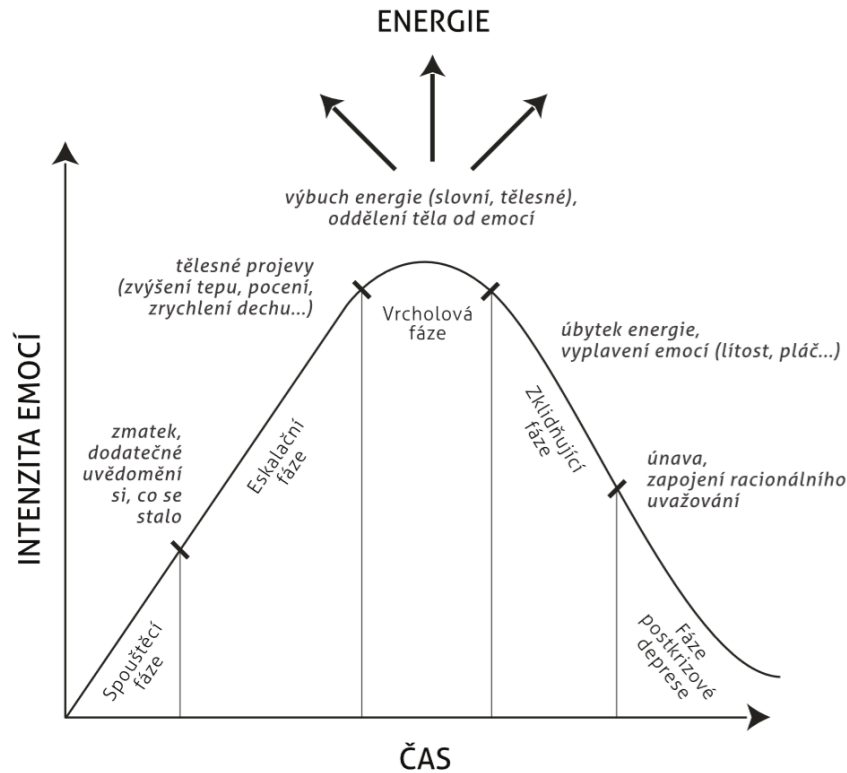 ENERGIE
výbuch energie (slovní, tělesné),
oddělení těla od emocí
tělesné projevy
(zvýšení tepu, pocení,
zrychlení dechu...)
Vrcholová
fáze
úbytek energie,
vyplavení emocí (lítost, pláč...)
zmatek,
dodatečné
uvědomění
si, co se
stalo
Eskalační
fáze
Zklidňující
fáze
únava,
zapojení racionálního
uvažování
INTENZITA EMOCÍ
Spouštěcí
fáze
Fáze
postkrizové
deprese
ČAS